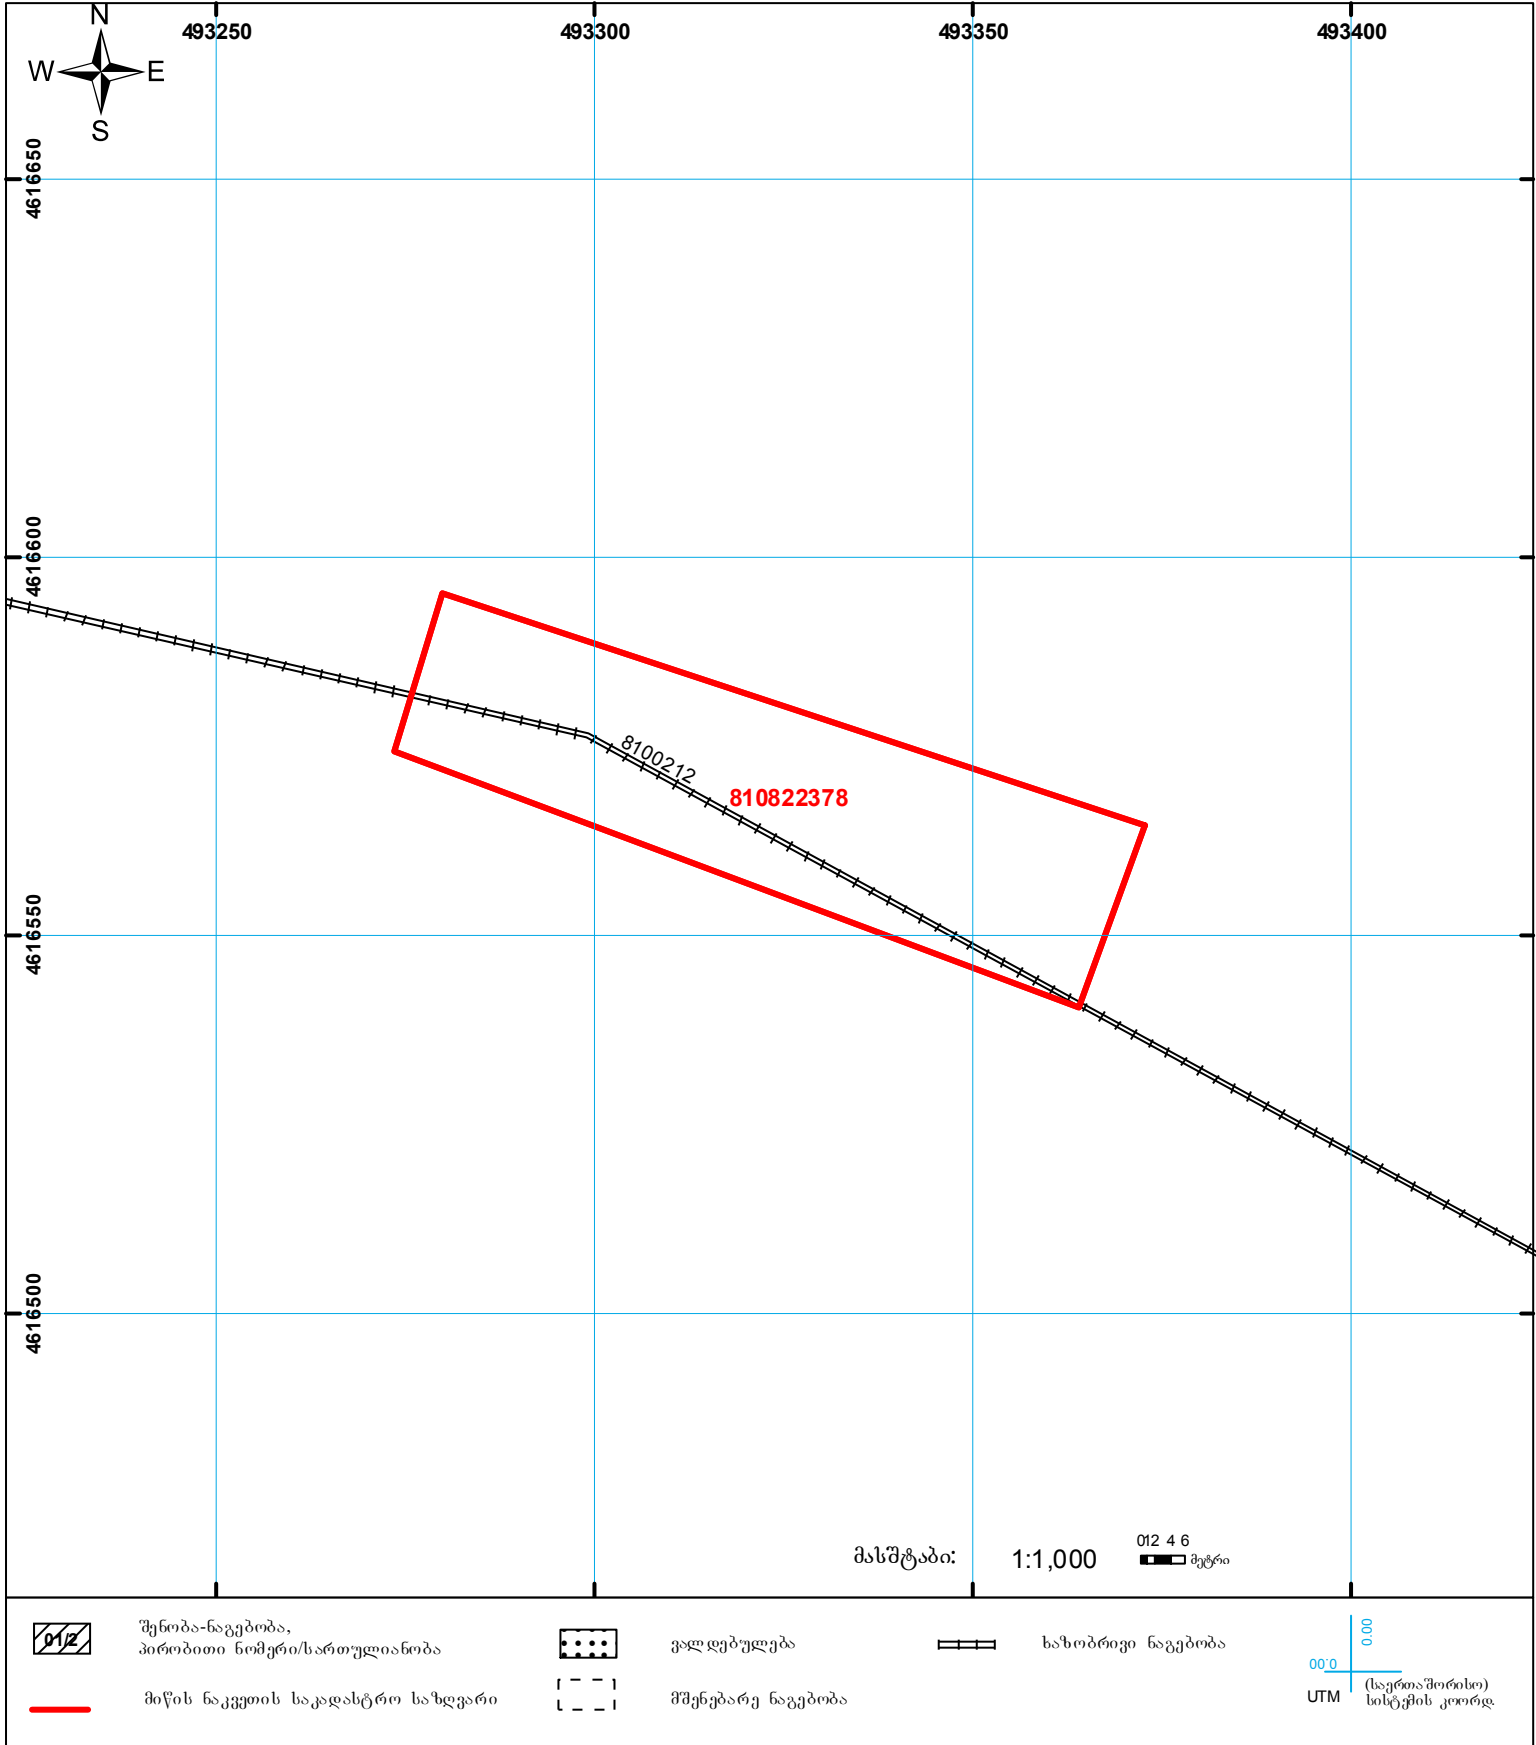 N
W E
S
493250 493300 493350 493400
4616650
4616600
4616550
4616500
8100212
810822378
მასშტაბი: 1:1,000 012 4 6 მეტრი
01/2 შენობა-ნაგებობა,
პირობითი ნომერი/სართულიანობა
ვალდებულება
ხაზობრივი ნაგებობა
მიწის ნაკვეთის საკადასტრო საზღვარი
მშენებარე ნაგებობა
00.0
00.0
UTM (საერთაშორისო)
სისტემის კოორდ.